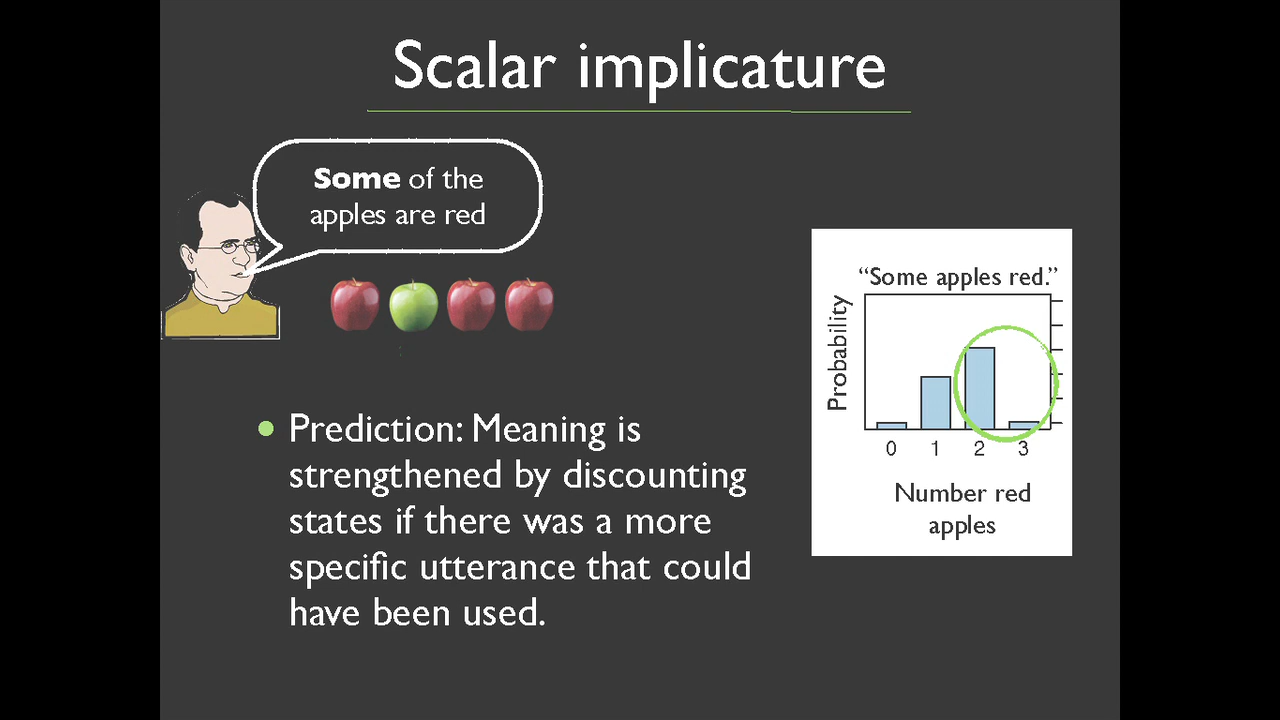 Scalar implicature
Some of the
apples are red
“Some apples red.”
Probability
0 1 2 3
Number red
apples
Prediction: Meaning is
strengthened by discounting
states if there was a more
specific utterance that could
have been used.